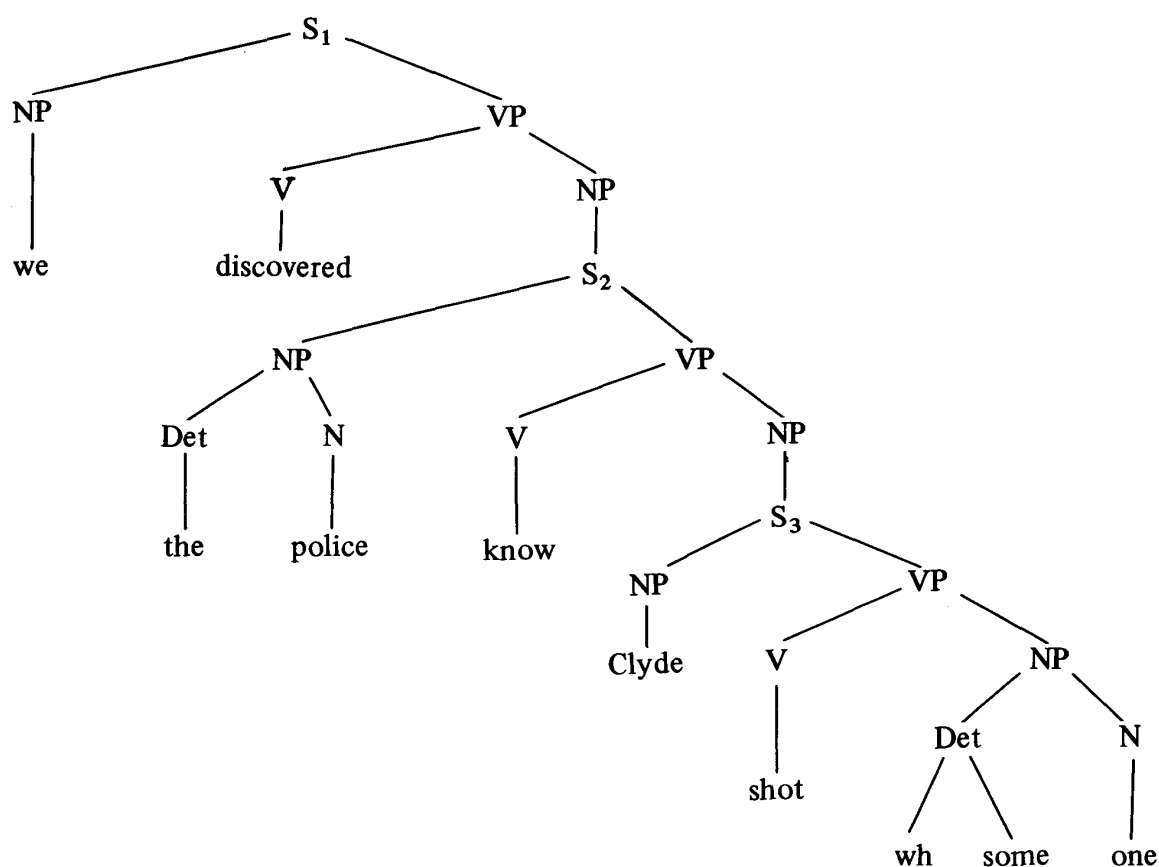 S₁
NP VP
V NP
we discovered
S₂
NP VP
Det N V NP
the police know
S₃
NP VP
Clyde V NP
Det N
shot
wh some one